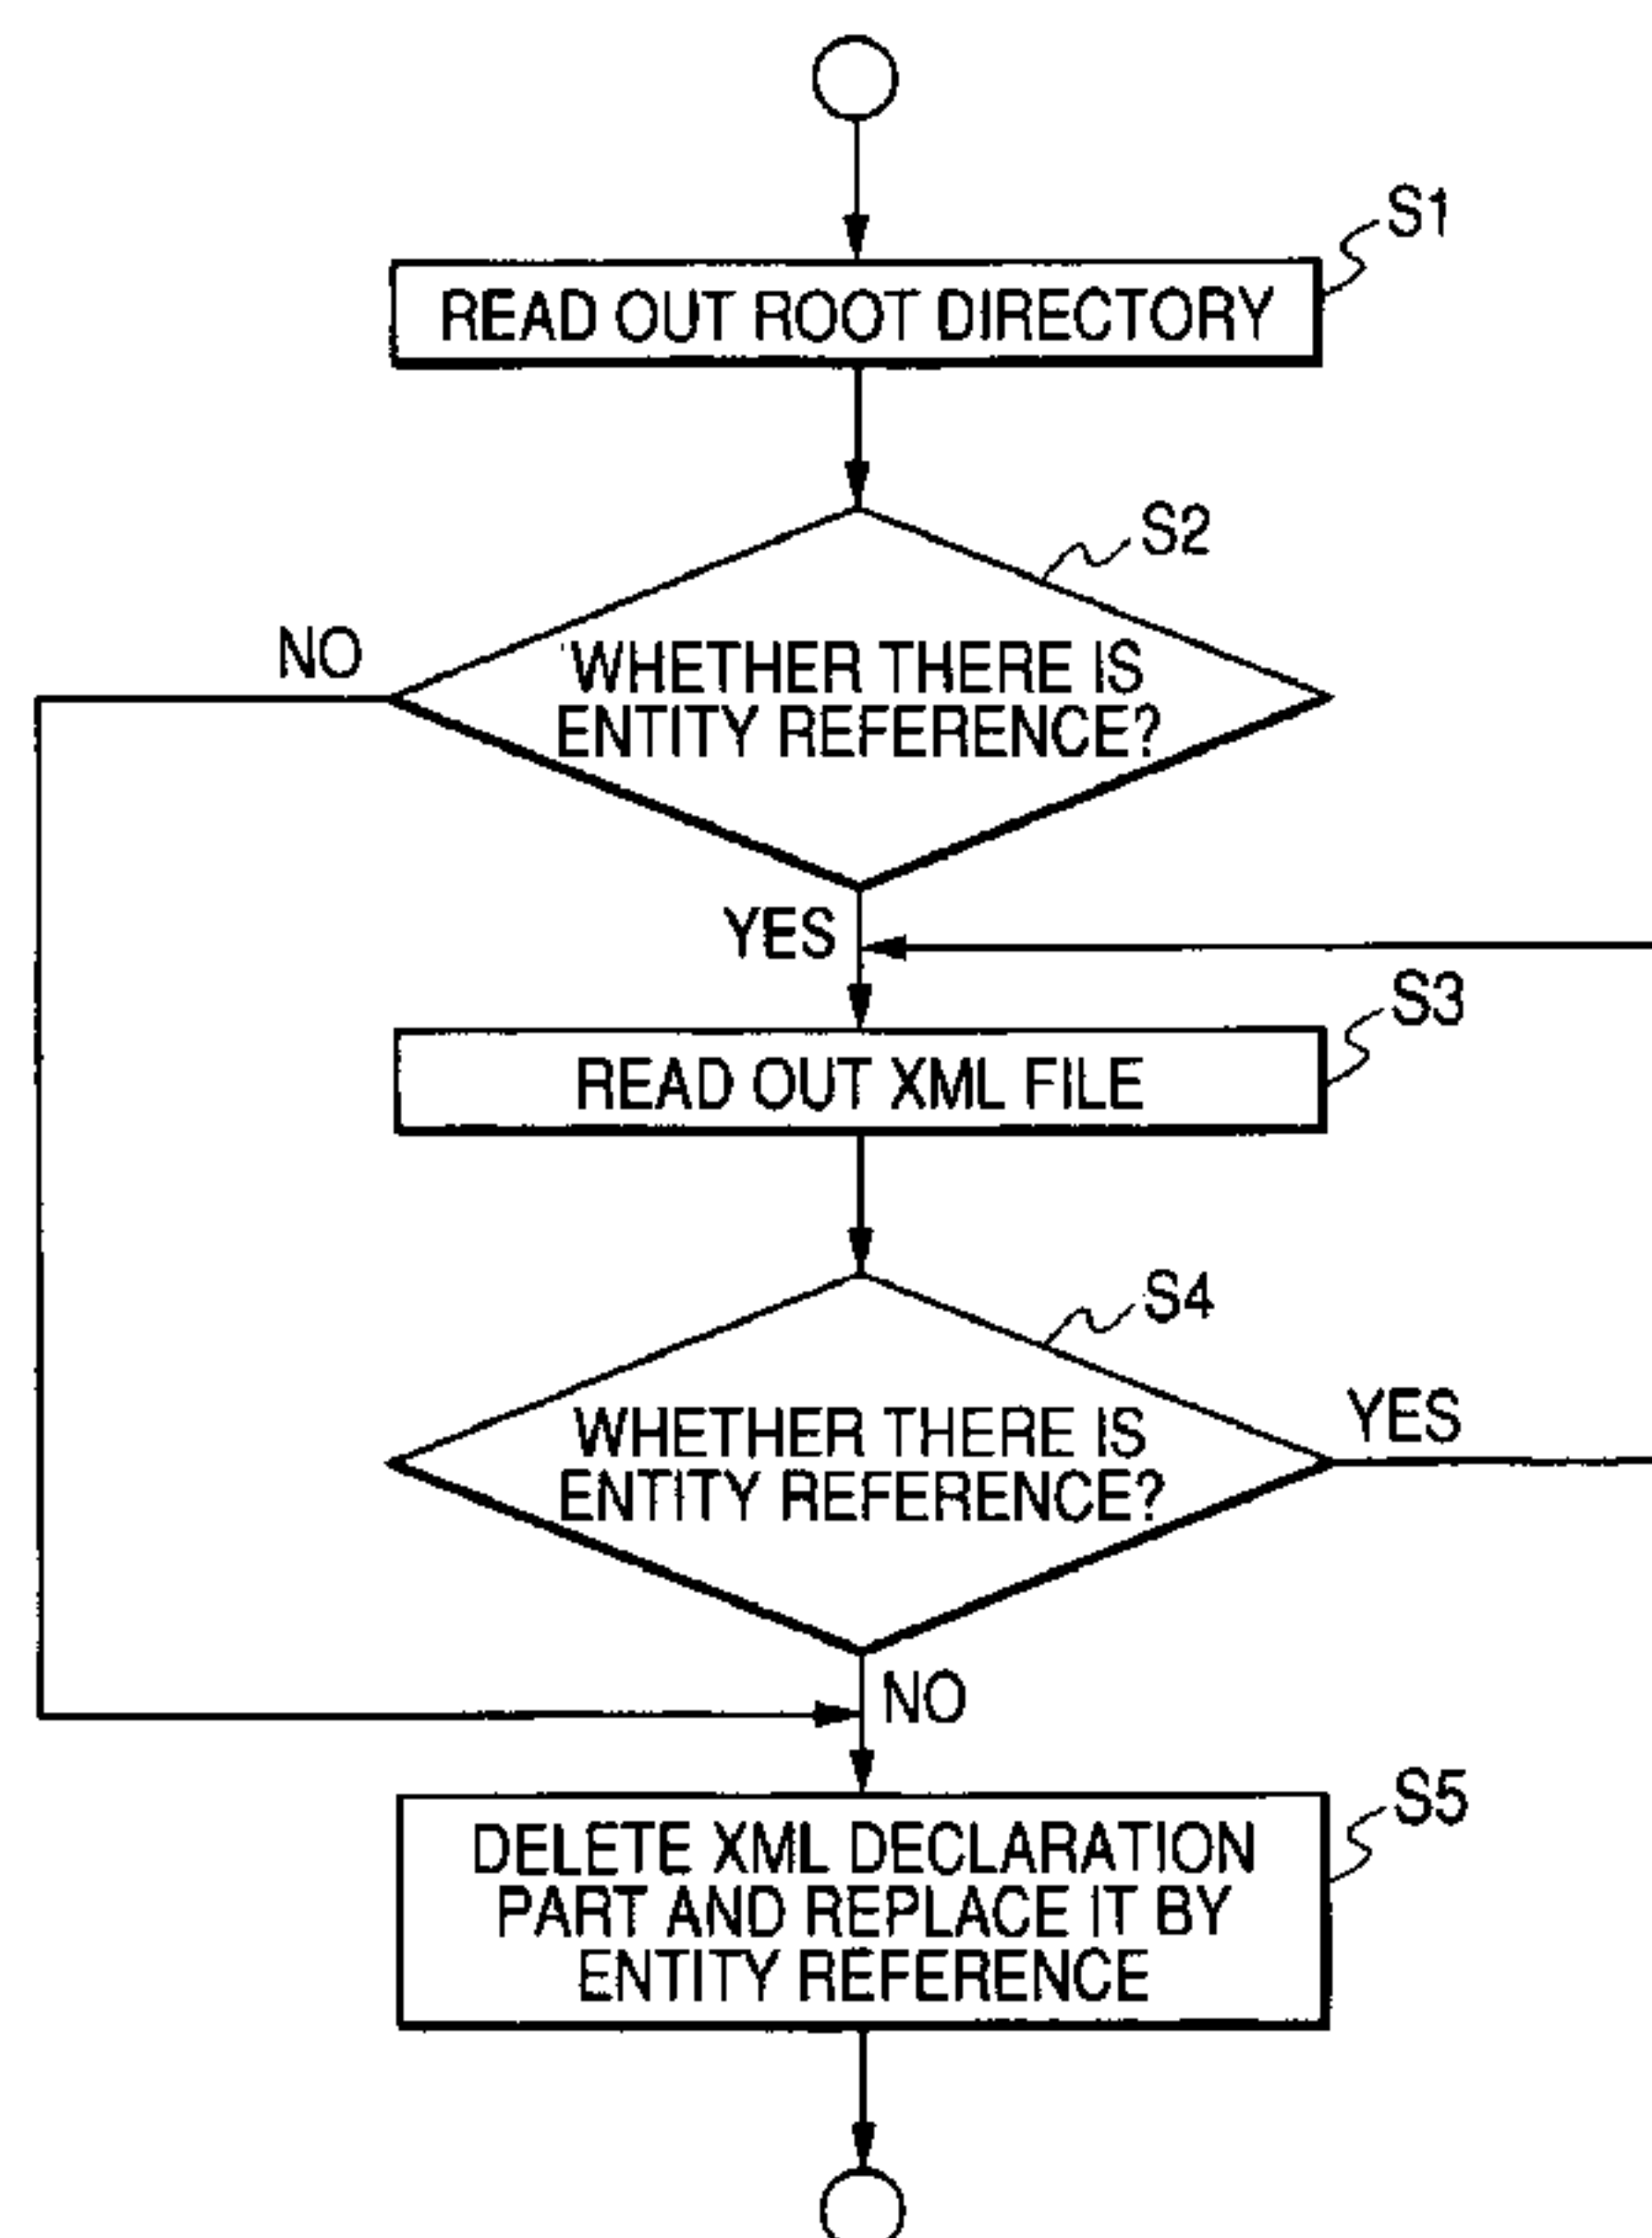 S1
READ OUT ROOT DIRECTORY
S2
NO
WHETHER THERE IS
ENTITY REFERENCE?
YES
S3
READ OUT XML FILE
S4
WHETHER THERE IS
ENTITY REFERENCE?
YES
NO
S5
DELETE XML DECLARATION
PART AND REPLACE IT BY
ENTITY REFERENCE